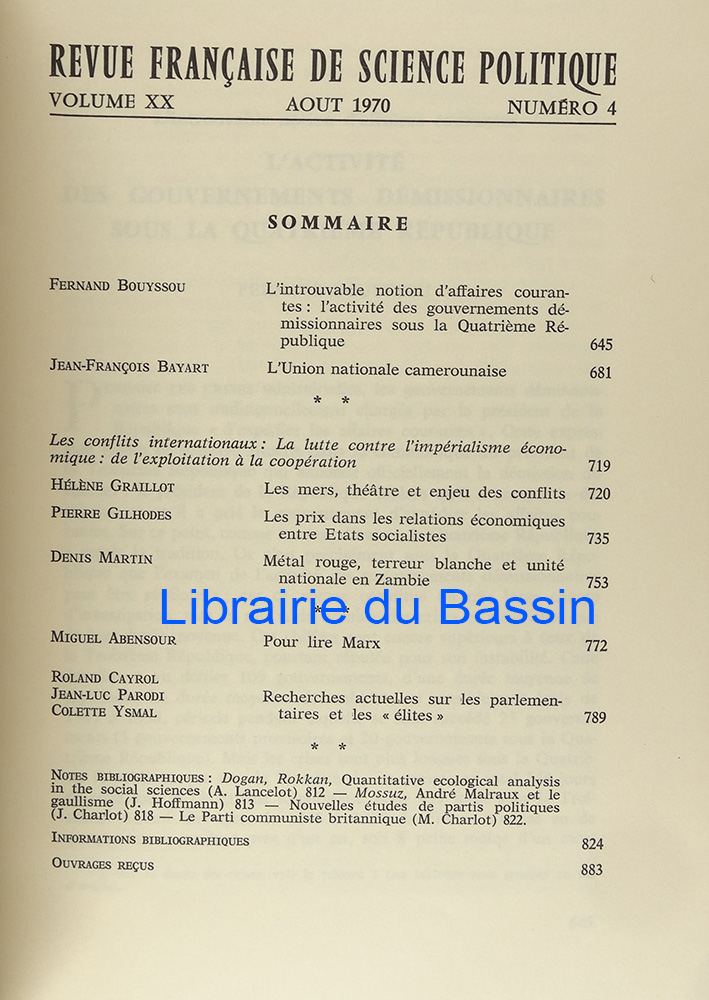 REVUE FRANÇAISE DE SCIENCE POLITIQUE
VOLUME XX AOUT 1970 NUMÉRO 4
SOMMAIRE
FERNAND BOUYSSOU L'introuvable notion d'affaires couran-
tes : l'activité des gouvernements dé-
missionnaires sous la Quatrième Ré-
publique 645
JEAN-FRANÇOIS BAYART L'Union nationale camerounaise 681
* *
Les conflits internationaux : La lutte contre l'impérialisme écono-
mique : de l'exploitation à la coopération 719
HÉLÈNE GRAILLOT Les mers, théâtre et enjeu des conflits 720
PIERRE GILHODES Les prix dans les relations économiques
entre Etats socialistes 735
DENIS MARTIN Métal rouge, terreur blanche et unité
nationale en Zambie 753
* *
Librairie du Bassin
MIGUEL ABENSOUR Pour lire Marx 772
ROLAND CAYROL
JEAN-LUC PARODI Recherches actuelles sur les parlemen-
COLETTE YSMAL taires et les « élites » 789
* *
NOTES BIBLIOGRAPHIQUES : Dogan, Rokkan, Quantitative ecological analysis
in the social sciences (A. Lancelot) 812 — Mossuz, André Malraux et le
gaullisme (J. Hoffmann) 813 — Nouvelles études de partis politiques
(J. Charlot) 818 — Le Parti communiste britannique (M. Charlot) 822.
INFORMATIONS BIBLIOGRAPHIQUES 824
OUVRAGES REÇUS 883